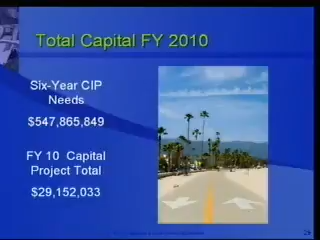 Total Capital FY 2010
Six-Year CIP
Needs
$547,865,849
FY 10 Capital
Project Total
$29,152,033